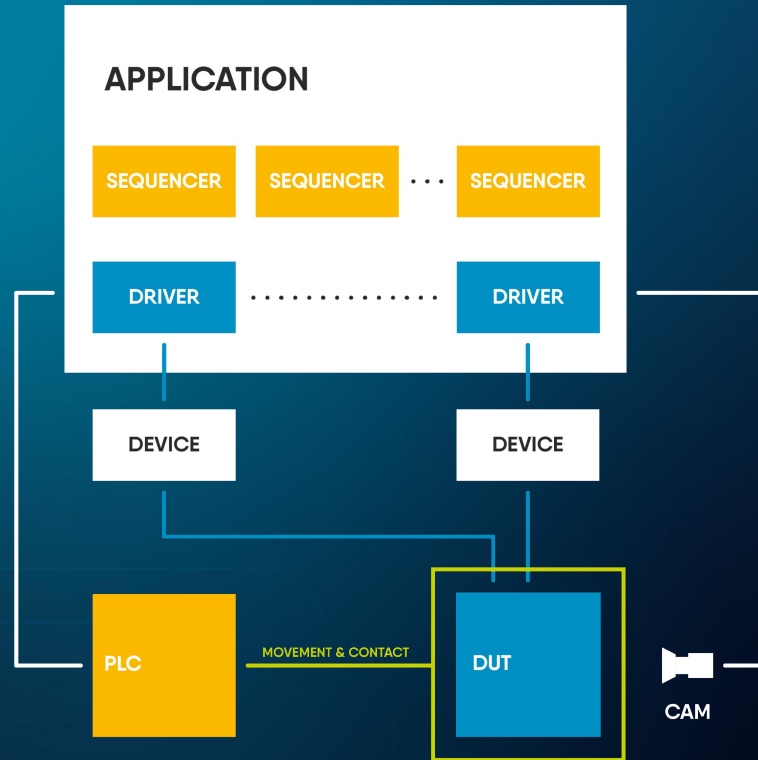 APPLICATION
SEQUENCER SEQUENCER SEQUENCER
DRIVER DRIVER
DEVICE DEVICE
MOVEMENT & CONTACT
PLC DUT
CAM